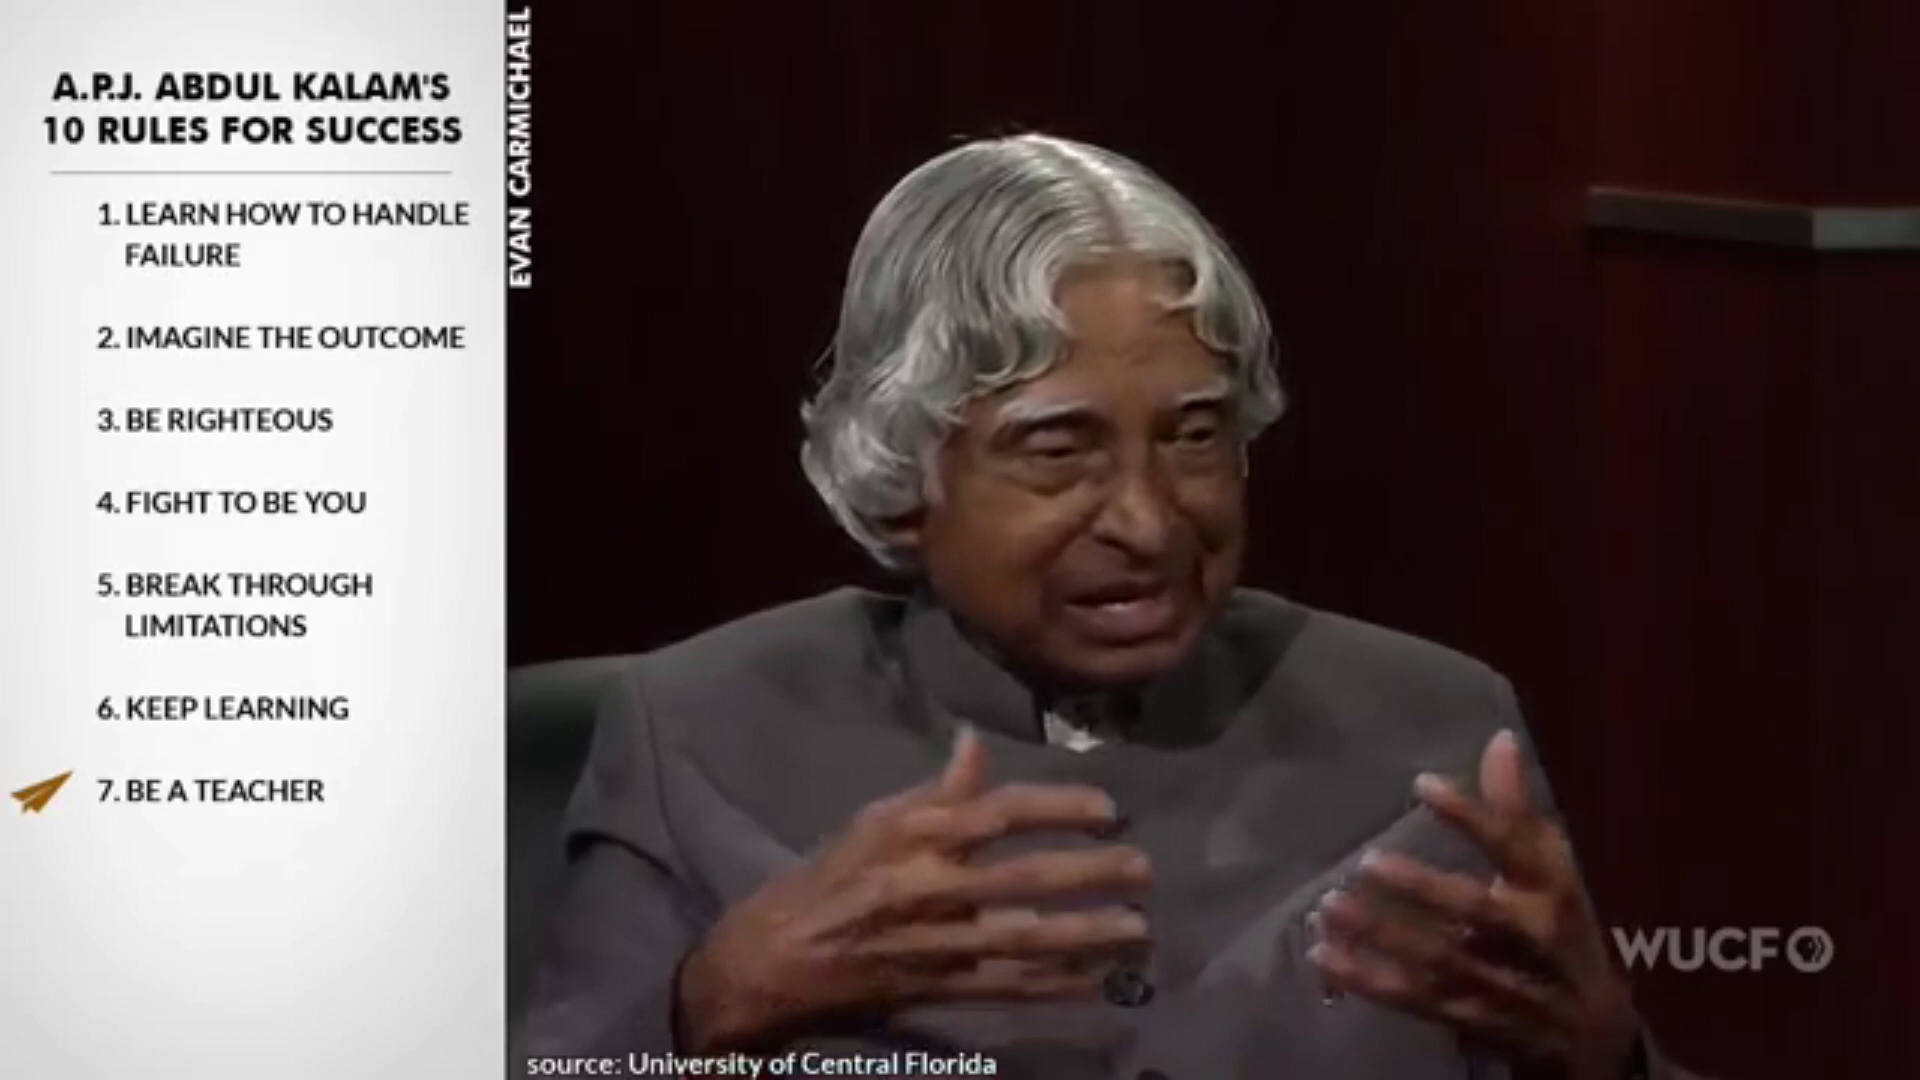 A.P.J. ABDUL KALAM'S
10 RULES FOR SUCCESS
1. LEARN HOW TO HANDLE
FAILURE
2. IMAGINE THE OUTCOME
3. BE RIGHTEOUS
4. FIGHT TO BE YOU
5. BREAK THROUGH
LIMITATIONS
6. KEEP LEARNING
7. BE A TEACHER
EVAN CARMICHAEL
WUCF
source: University of Central Florida